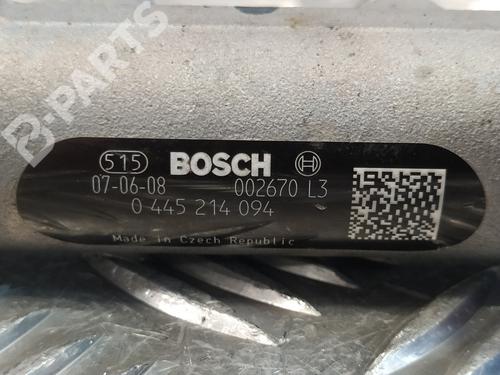 B-PARTS
515 BOSCH
07-06-08 002670 L3
0 445 214 094
Made in Czech Republic